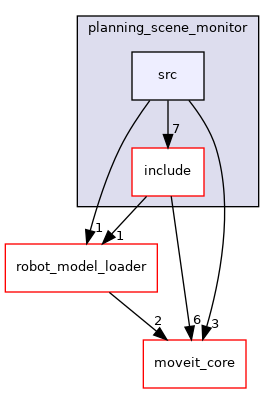 planning_scene_monitor
src
7
include
1
1
robot_model_loader
6
3
2
moveit_core